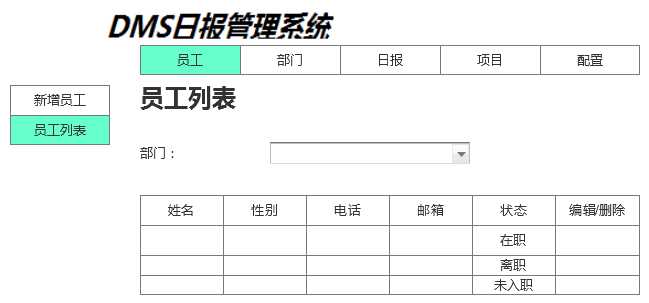 DMS日报管理系统
员工 部门 日报 项目 配置
新增员工
员工列表
员工列表
部门：
姓名 性别 电话 邮箱 状态 编辑/删除
在职
离职
未入职